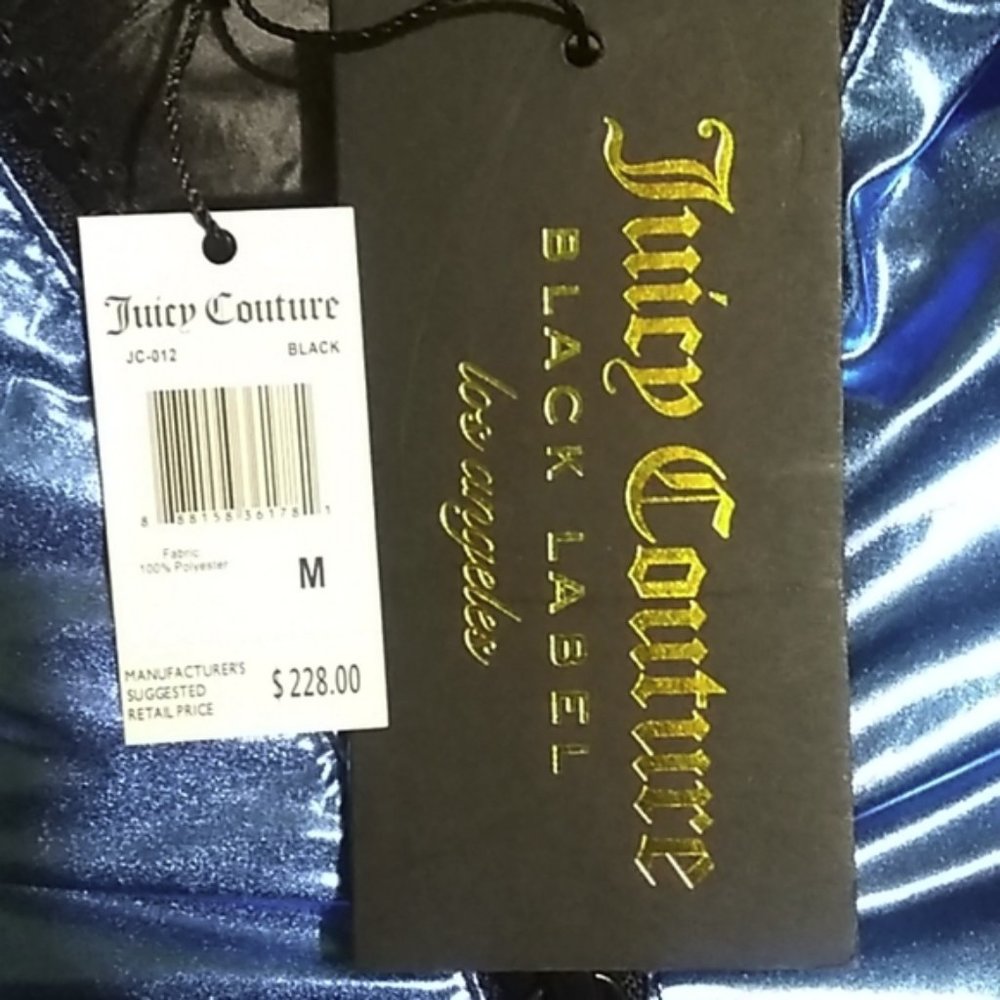 Juicy Couture
JC-012 BLACK
8 88158 36178 1
Fabric:
100% Polyester
M
MANUFACTURER'S
SUGGESTED
RETAIL PRICE
$228.00
Juicy Couture
BLACK LABEL
los angeles